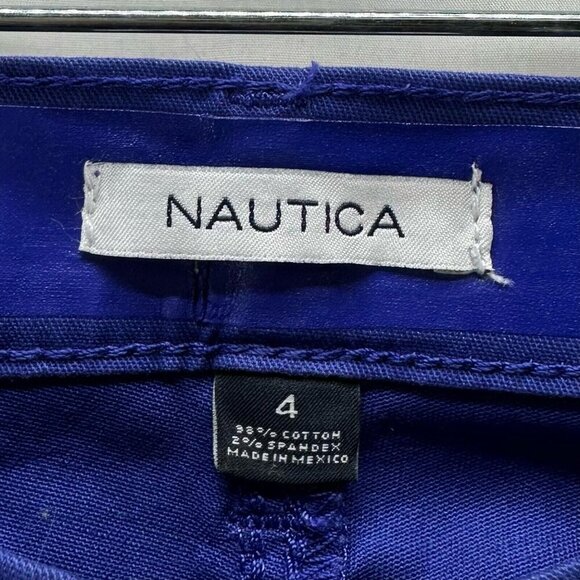 NAUTICA
4
98% COTTON
2% SPANDEX
MADE IN MEXICO